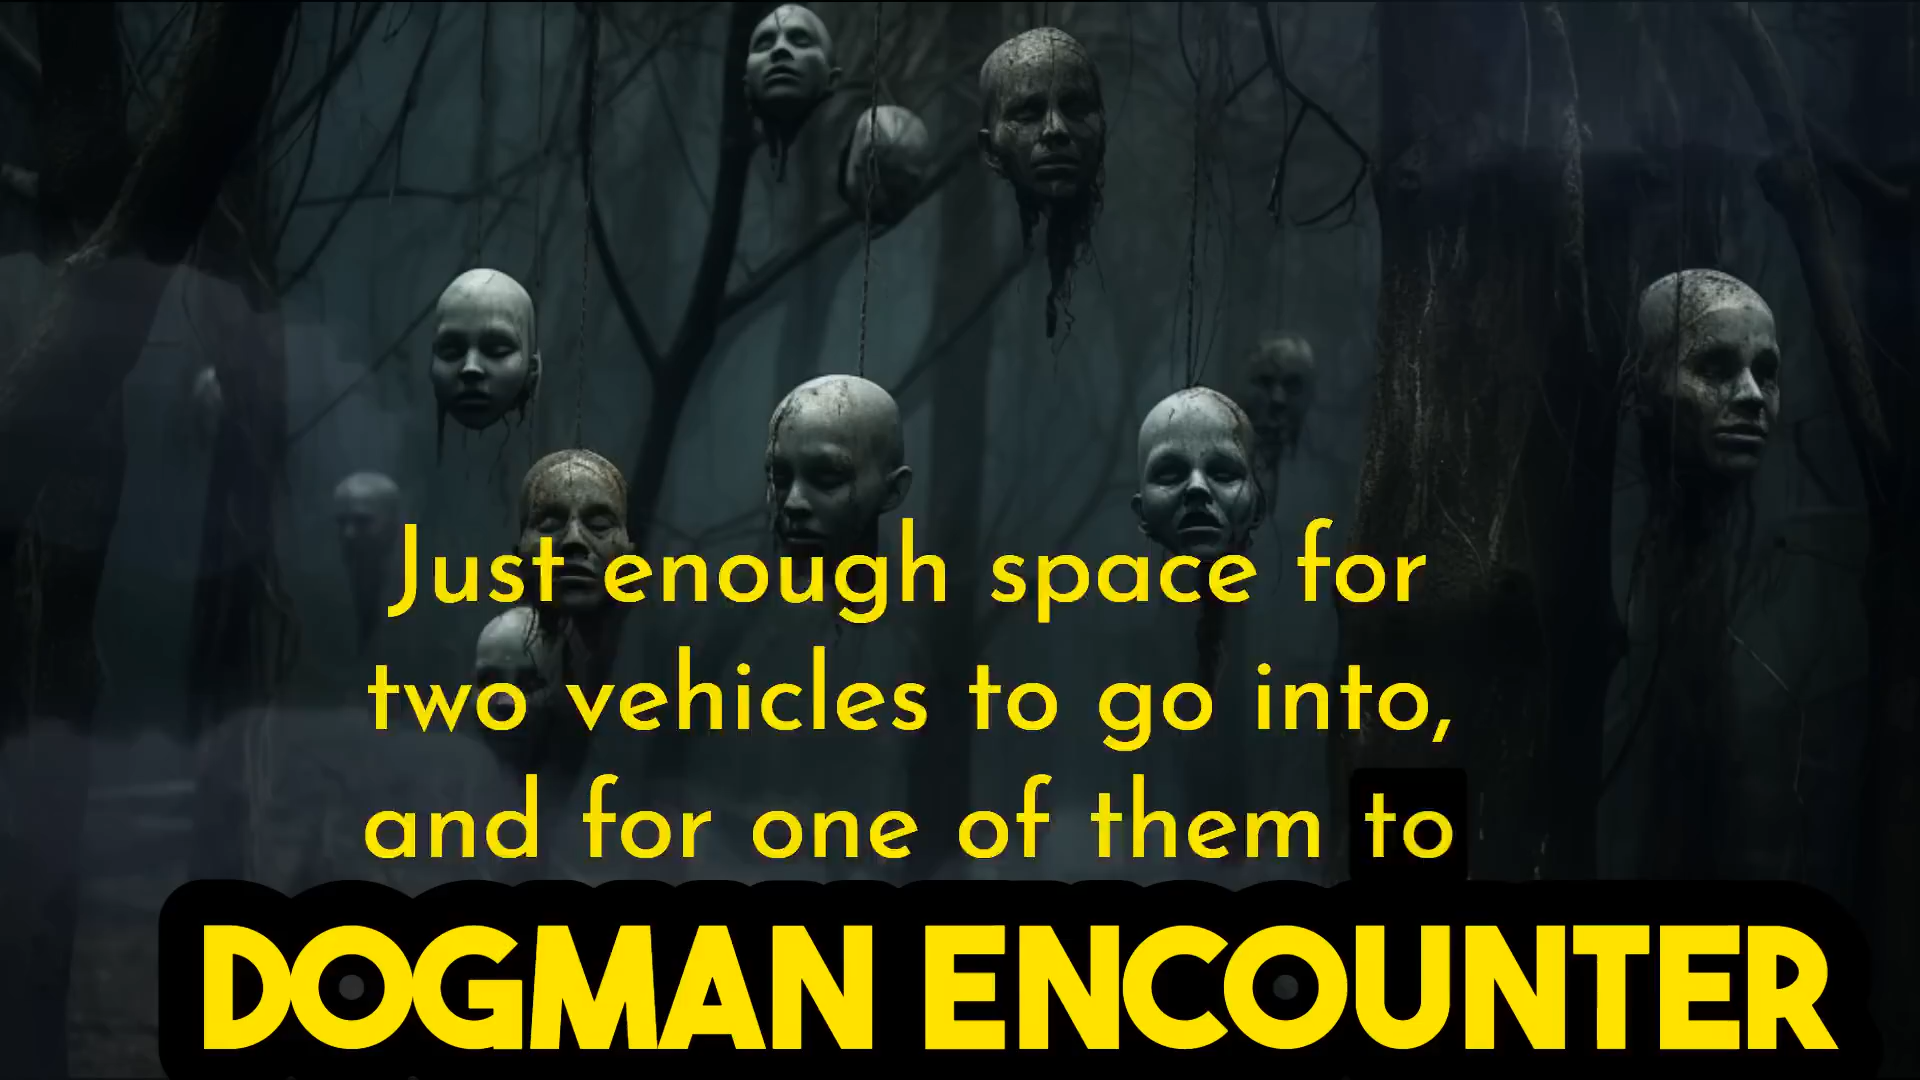 Just enough space for
two vehicles to go into,
and for one of them to
DOGMAN ENCOUNTER